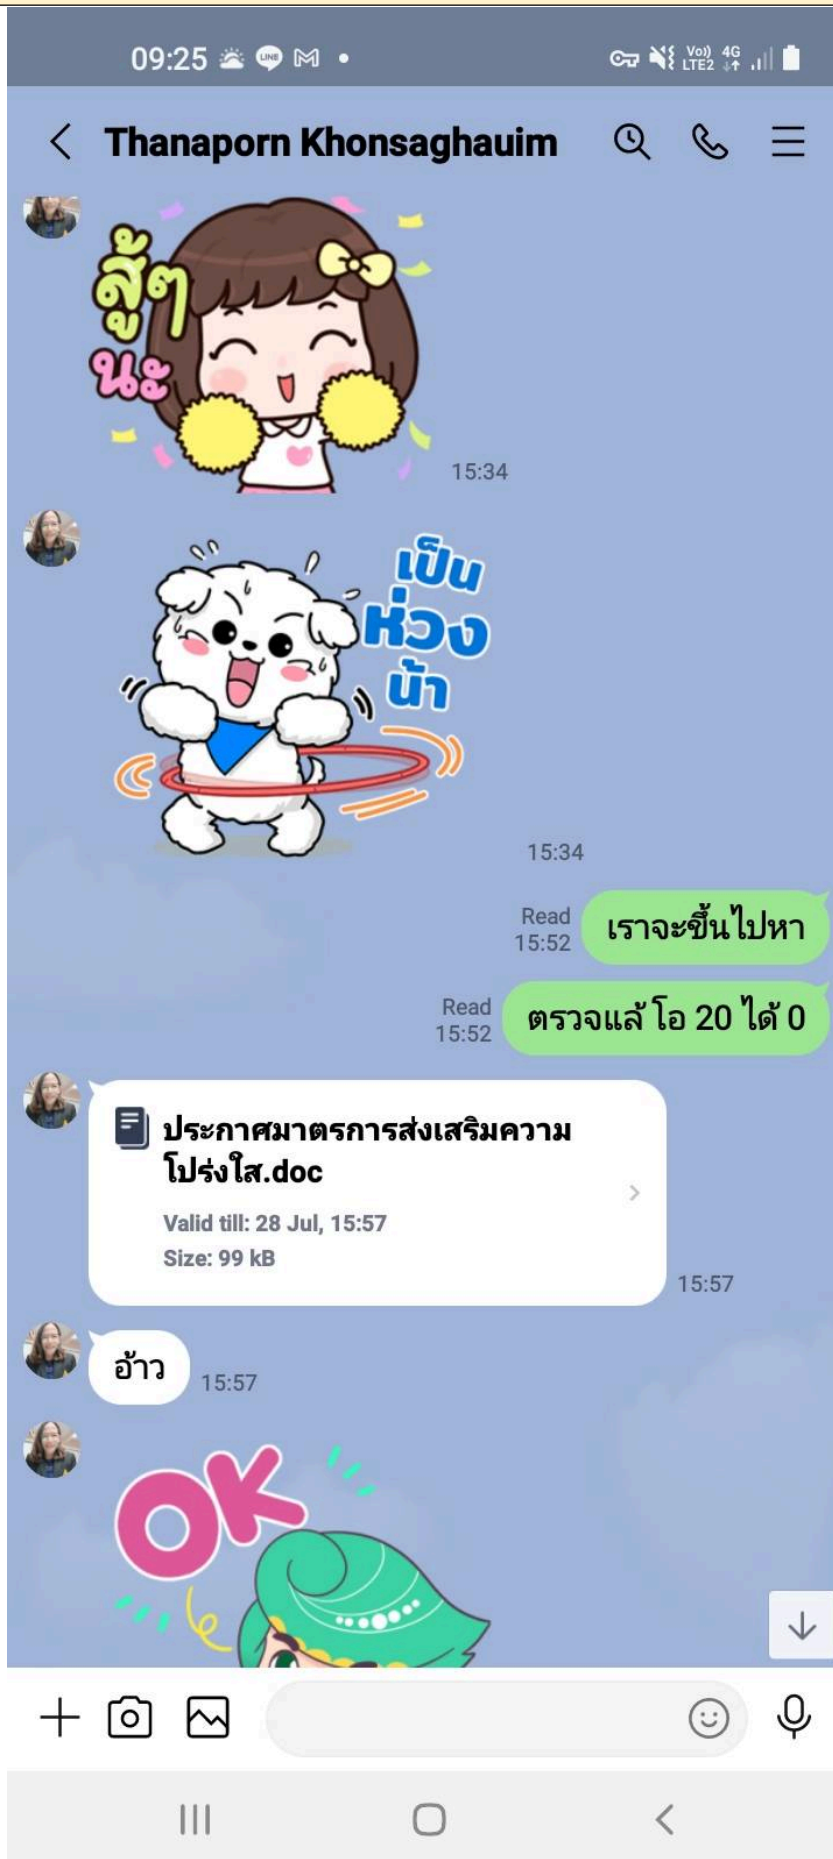 09:25
LINE
Vo)) 4G
LTE2
Thanaporn Khonsaghauim
สู้ๆ
นะ
15:34
เป็น
ห่วง
น้า
15:34
Read
15:52
เราจะขึ้นไปหา
Read
15:52
ตรวจแล้ โอ 20 ได้ 0
ประกาศมาตรการส่งเสริมความ
โปร่งใส.doc
Valid till: 28 Jul, 15:57
Size: 99 kB
15:57
อ้าว
15:57
OK